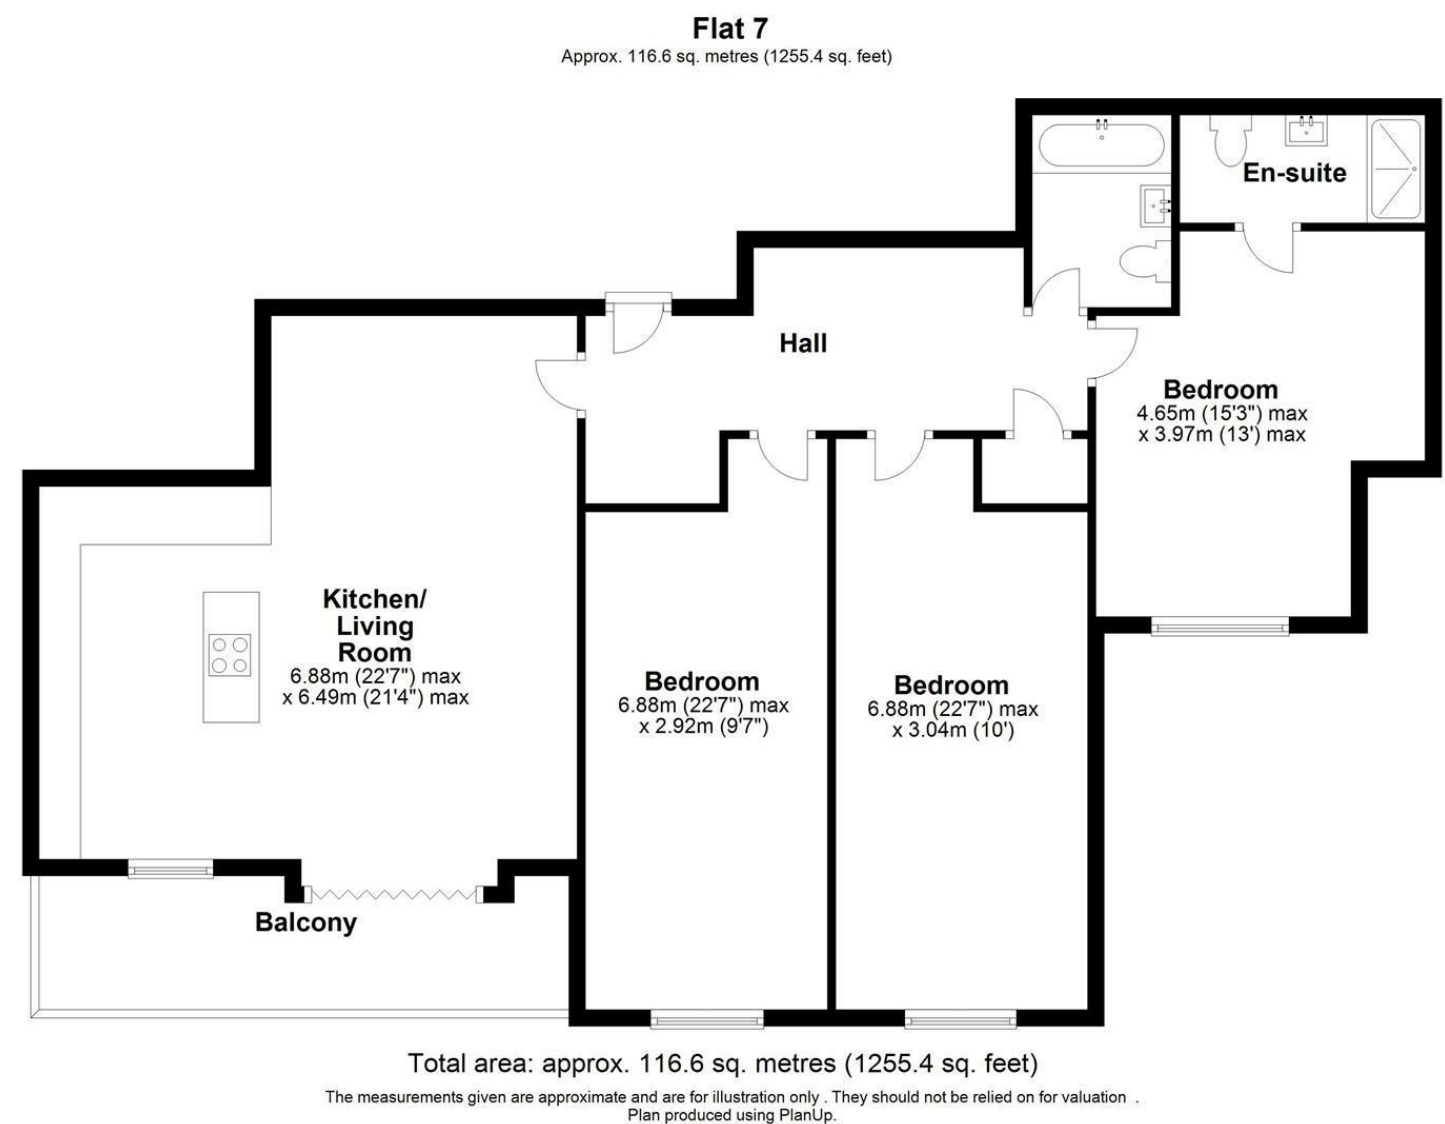 Flat 7
Approx. 116.6 sq. metres (1255.4 sq. feet)
En-suite
Hall
Bedroom
4.65m (15'3") max
x 3.97m (13') max
Kitchen/
Living
Room
6.88m (22'7") max
x 6.49m (21'4") max
Bedroom
6.88m (22'7") max
x 2.92m (9'7")
Bedroom
6.88m (22'7") max
x 3.04m (10')
Balcony
Total area: approx. 116.6 sq. metres (1255.4 sq. feet)
The measurements given are approximate and are for illustration only . They should not be relied on for valuation .
Plan produced using PlanUp.